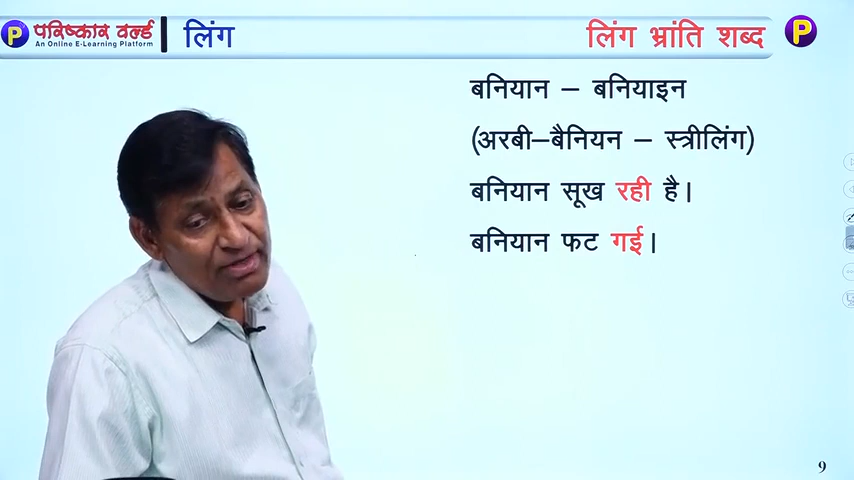 P परिष्कार वर्ल्ड
An Online E-Learning Platform
लिंग
लिंग भ्रांति शब्द
P
बनियान – बनियाइन
(अरबी–बैनियन – स्त्रीलिंग)
बनियान सूख रही है।
बनियान फट गई।
9